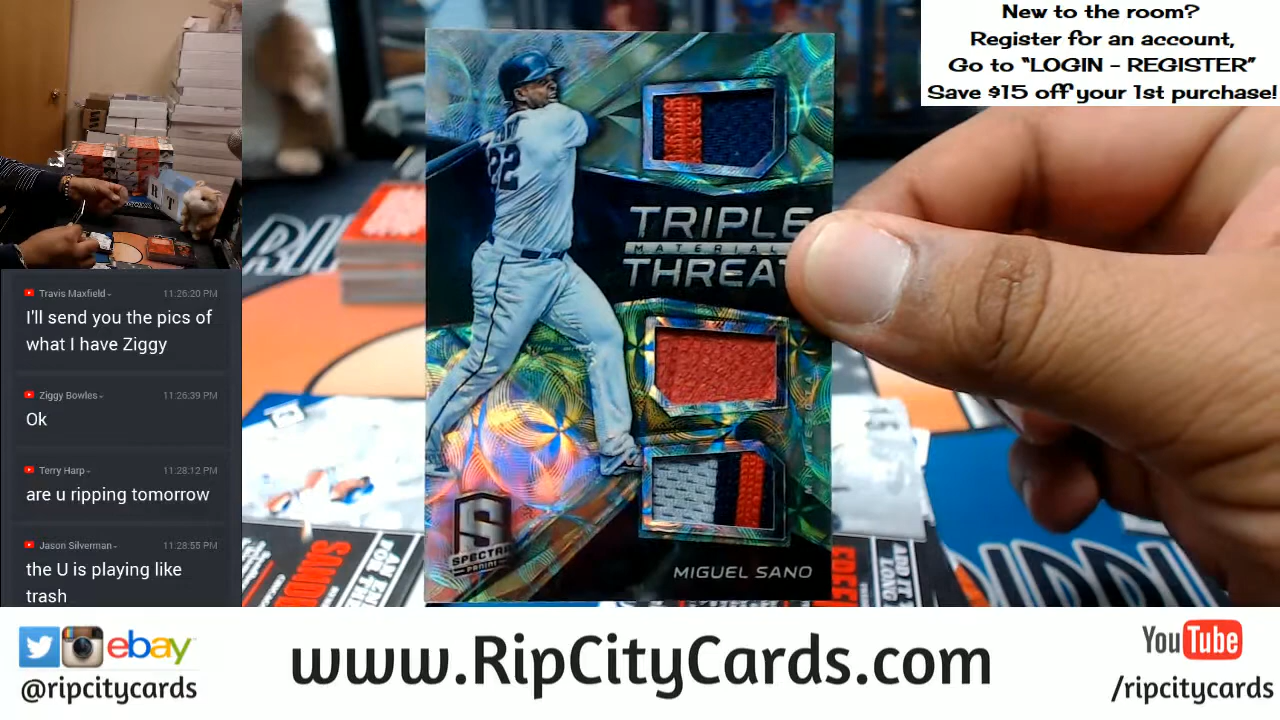 New to the room?
Register for an account,
Go to “LOGIN - REGISTER”
Save $15 off your 1st purchase!
22
TRIPLE
MATERIAL
THREAT
S
SPECTRA
PANINI
MIGUEL SANO
Travis Maxfield
11:26:20 PM
I'll send you the pics of
what I have Ziggy
Ziggy Bowles
11:26:39 PM
Ok
Terry Harp
11:28:12 PM
are u ripping tomorrow
Jason Silverman
11:28:55 PM
the U is playing like
trash
ebay
@ripcitycards
www.RipCityCards.com
YouTube
/ripcitycards